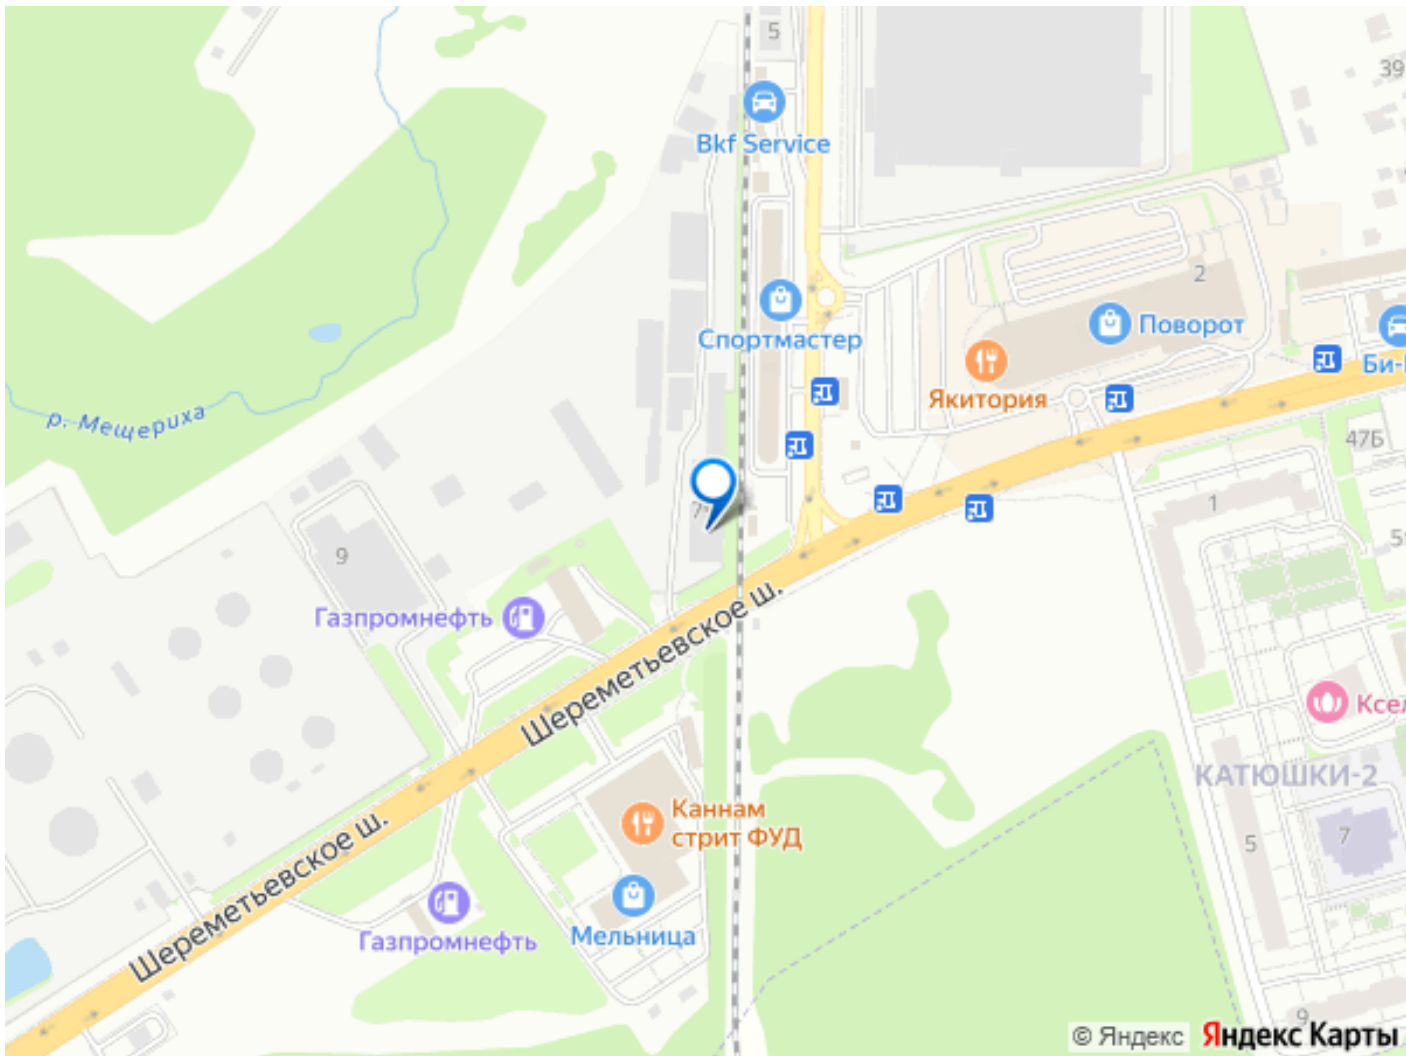 5
39
Bkf Service
2
Спортмастер
Поворот
Якитория
Би-
р. Мещериха
47Б
1
9
Газпромнефть
Шереметьевское ш.
КАТЮШКИ-2
Каннам
стрит ФУД
5
7
Шереметьевское ш.
Газпромнефть
Мельница
9
© Яндекс
Яндекс Карты